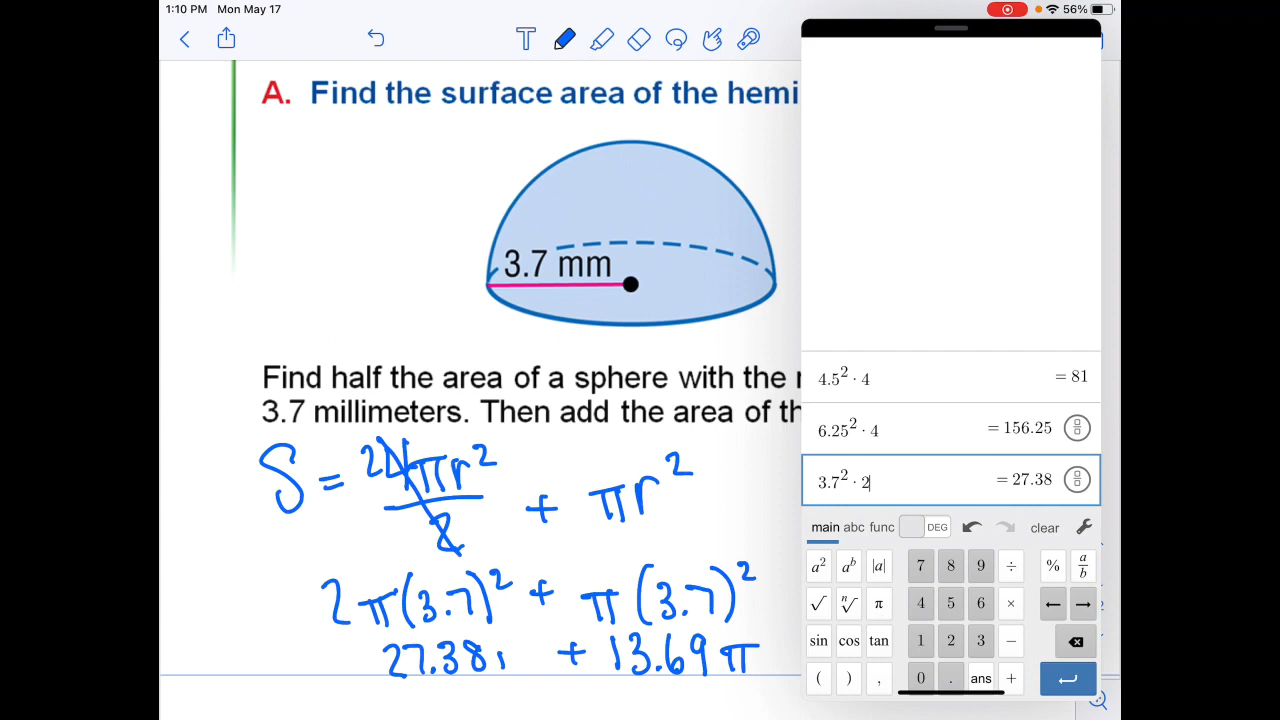 1:10 PM Mon May 17
56%
T
A. Find the surface area of the hemi
3.7 mm
Find half the area of a sphere with the
3.7 millimeters. Then add the area of th
S = 2 4πr² / 2 + πr²
2π(3.7)² + π(3.7)²
27.38 + 13.69π
4.5² · 4 = 81
6.25² · 4 = 156.25
3.7² · 2 = 27.38
main abc func DEG clear
a² aᵇ |a| 7 8 9 ÷ % a/b
√ ⁿ√ π 4 5 6 × ← →
sin cos tan 1 2 3 −
( ) , 0 . ans +